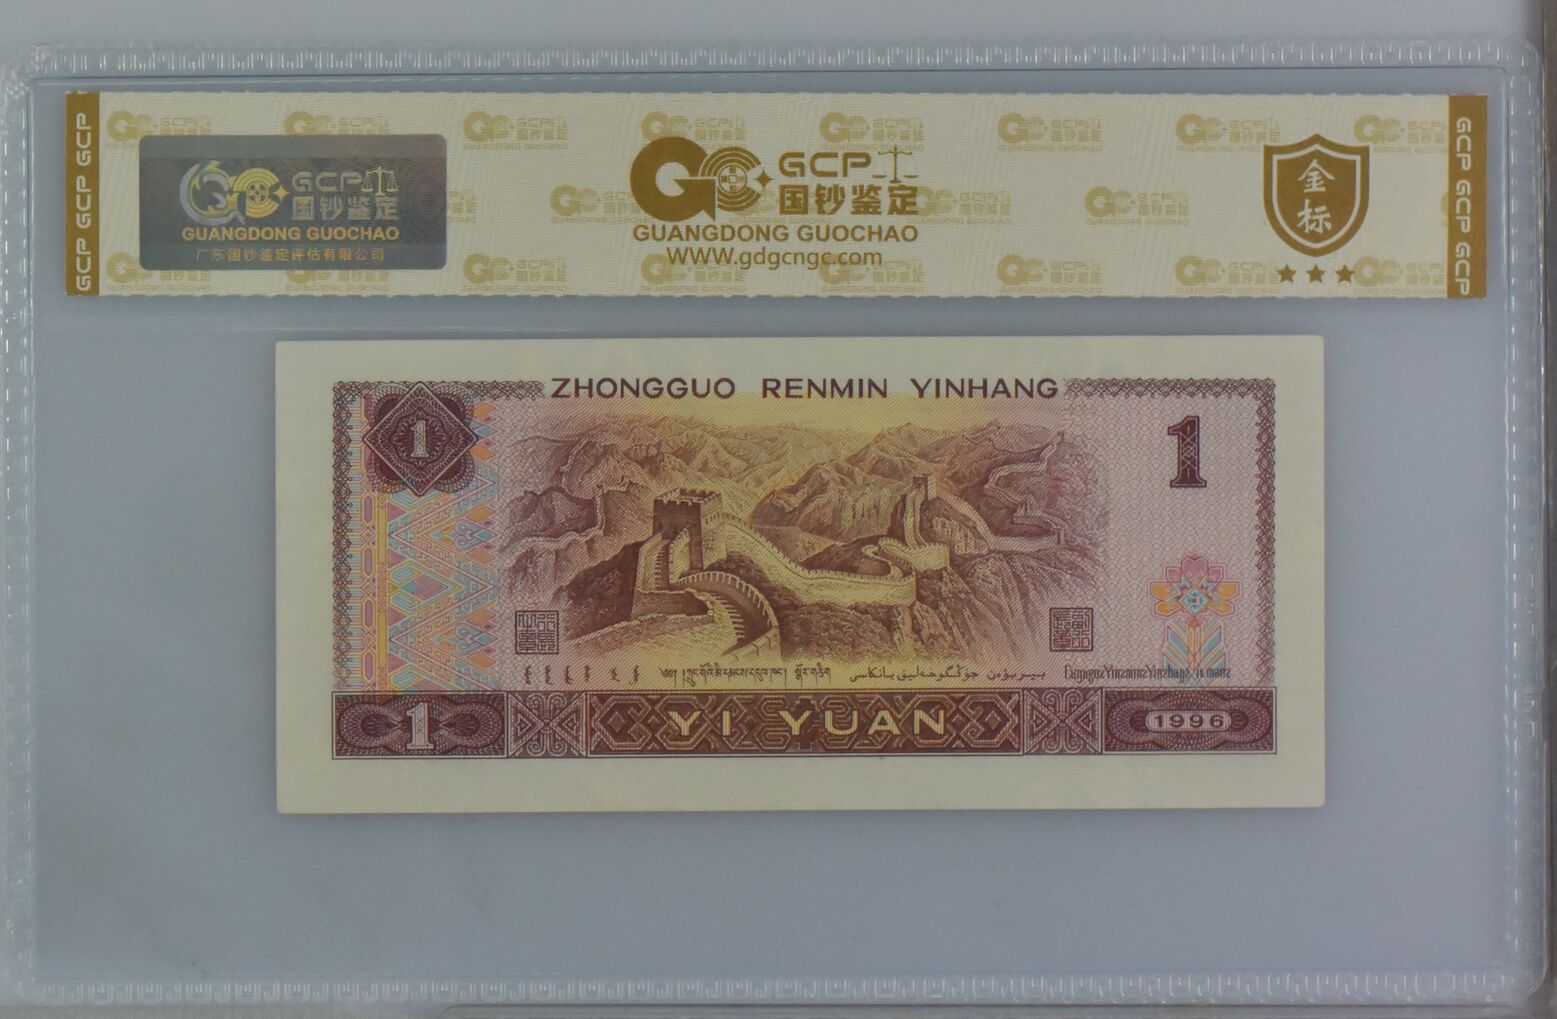 GCP GCP GCP
GCP 国钞鉴定
GUANGDONG GUOCHAO
广东国钞鉴定评估有限公司
GCP 国钞鉴定
GUANGDONG GUOCHAO
WWW.gdgcngc.com
金标
GCP GCP GCP
ZHONGGUO RENMIN YINHANG
1
1
1
YI YUAN
1996